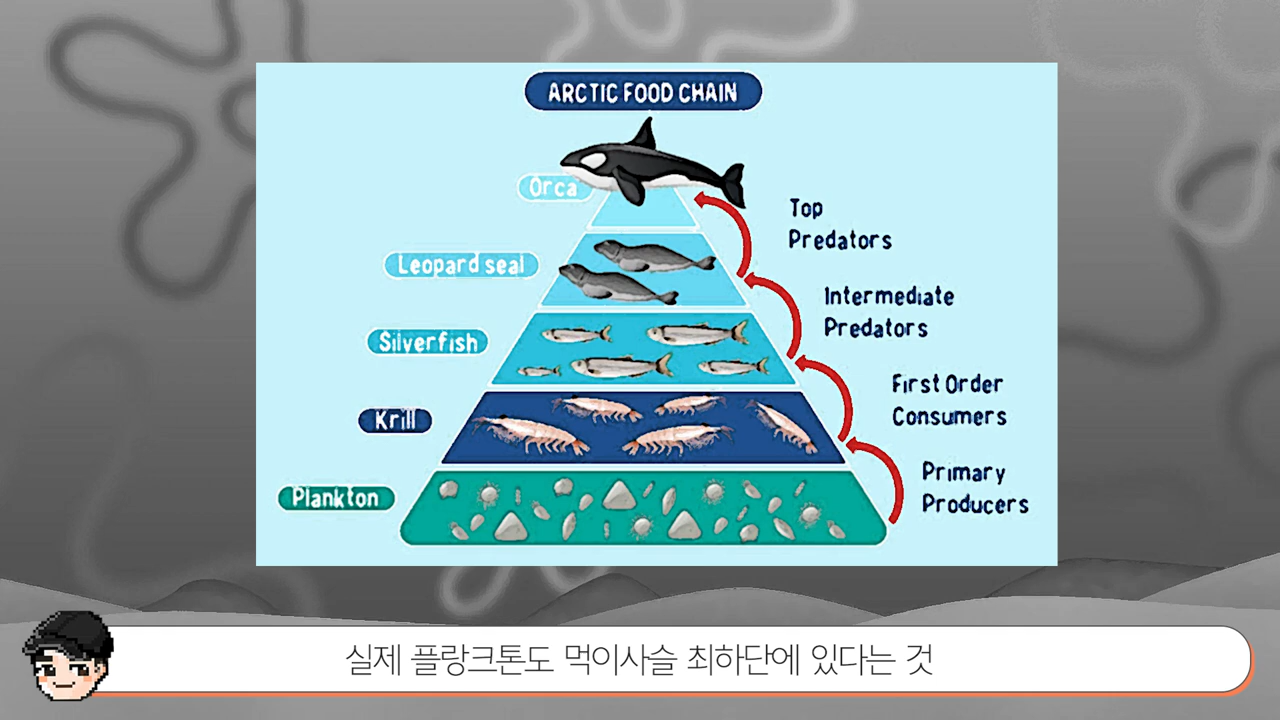 ARCTIC FOOD CHAIN
Orca
Top
Predators
Leopard seal
Intermediate
Predators
Silverfish
First Order
Consumers
Krill
Primary
Producers
Plankton
실제 플랑크톤도 먹이사슬 최하단에 있다는 것